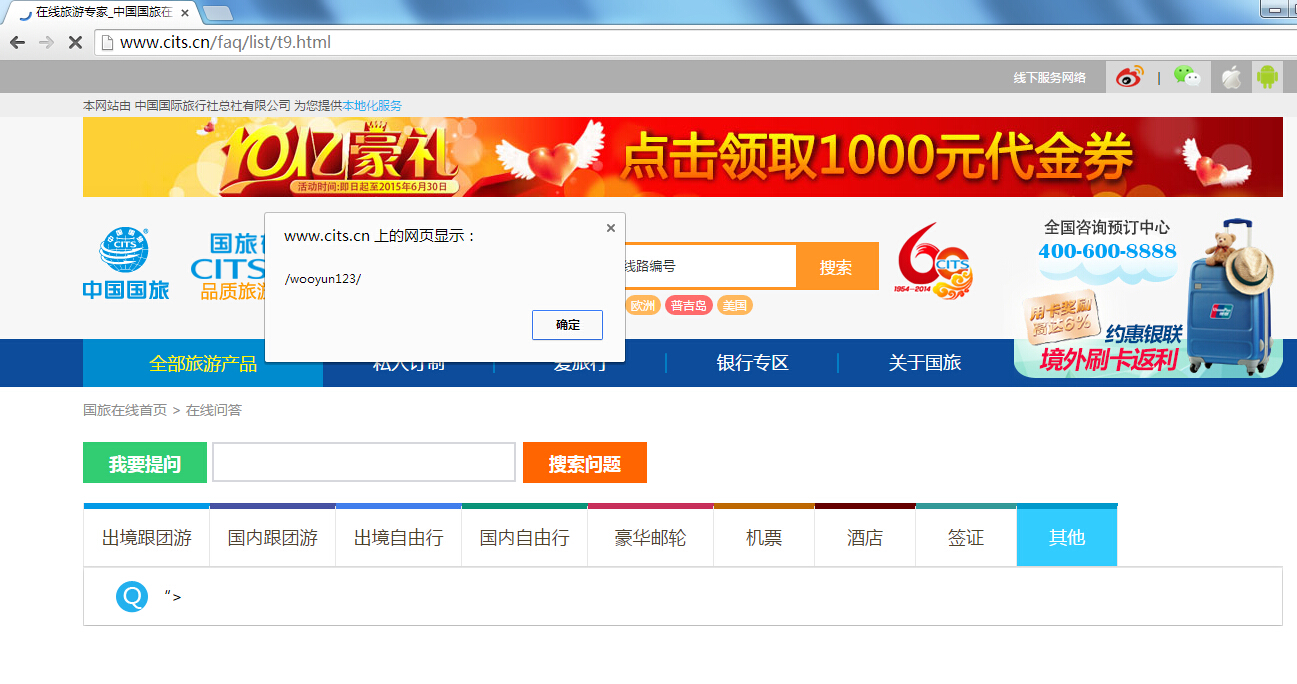 在线旅游专家_中国国旅在
www.cits.cn/faq/list/t9.html
线下服务网络
本网站由 中国国际旅行社总社有限公司 为您提供本地化服务
10亿豪礼
活动时间:即日起至2015年6月30日
点击领取1000元代金券
CITS
中国国旅
国旅
CITS
品质旅游
www.cits.cn 上的网页显示：
/wooyun123/
确定
线路编号
搜索
欧洲 普吉岛 美国
60
CITS
1954-2014
全国咨询预订中心
400-600-8888
用卡奖励
高达6%
约惠银联
境外刷卡返利
全部旅游产品 私人订制 爱旅行 银行专区 关于国旅
国旅在线首页 > 在线问答
我要提问 搜索问题
出境跟团游 国内跟团游 出境自由行 国内自由行 豪华邮轮 机票 酒店 签证 其他
Q “>